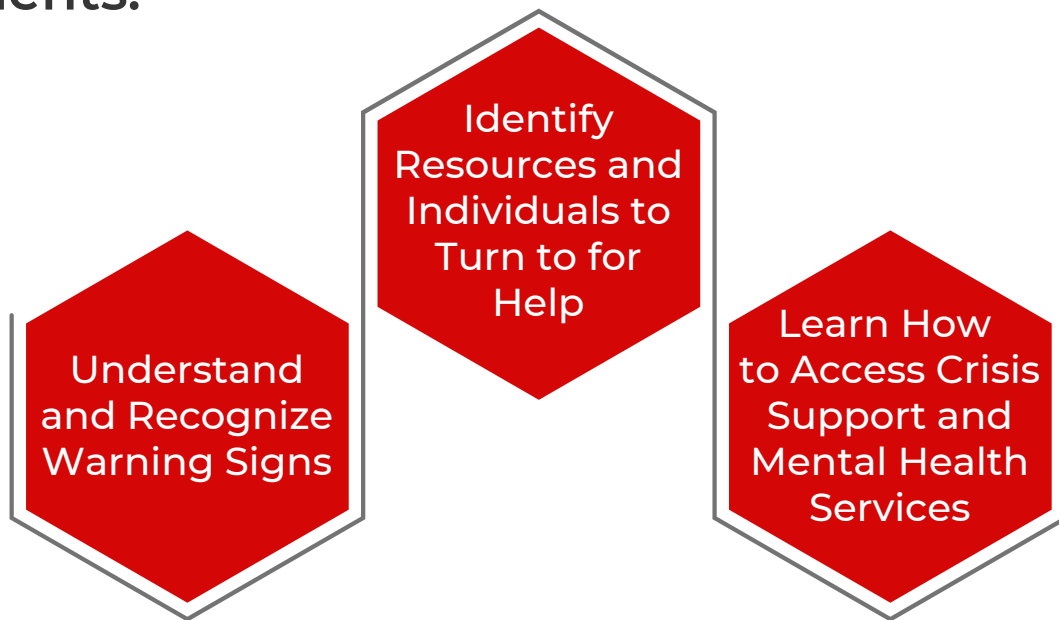 Understand
and Recognize
Warning Signs
Identify
Resources and
Individuals to
Turn to for
Help
Learn How
to Access Crisis
Support and
Mental Health
Services